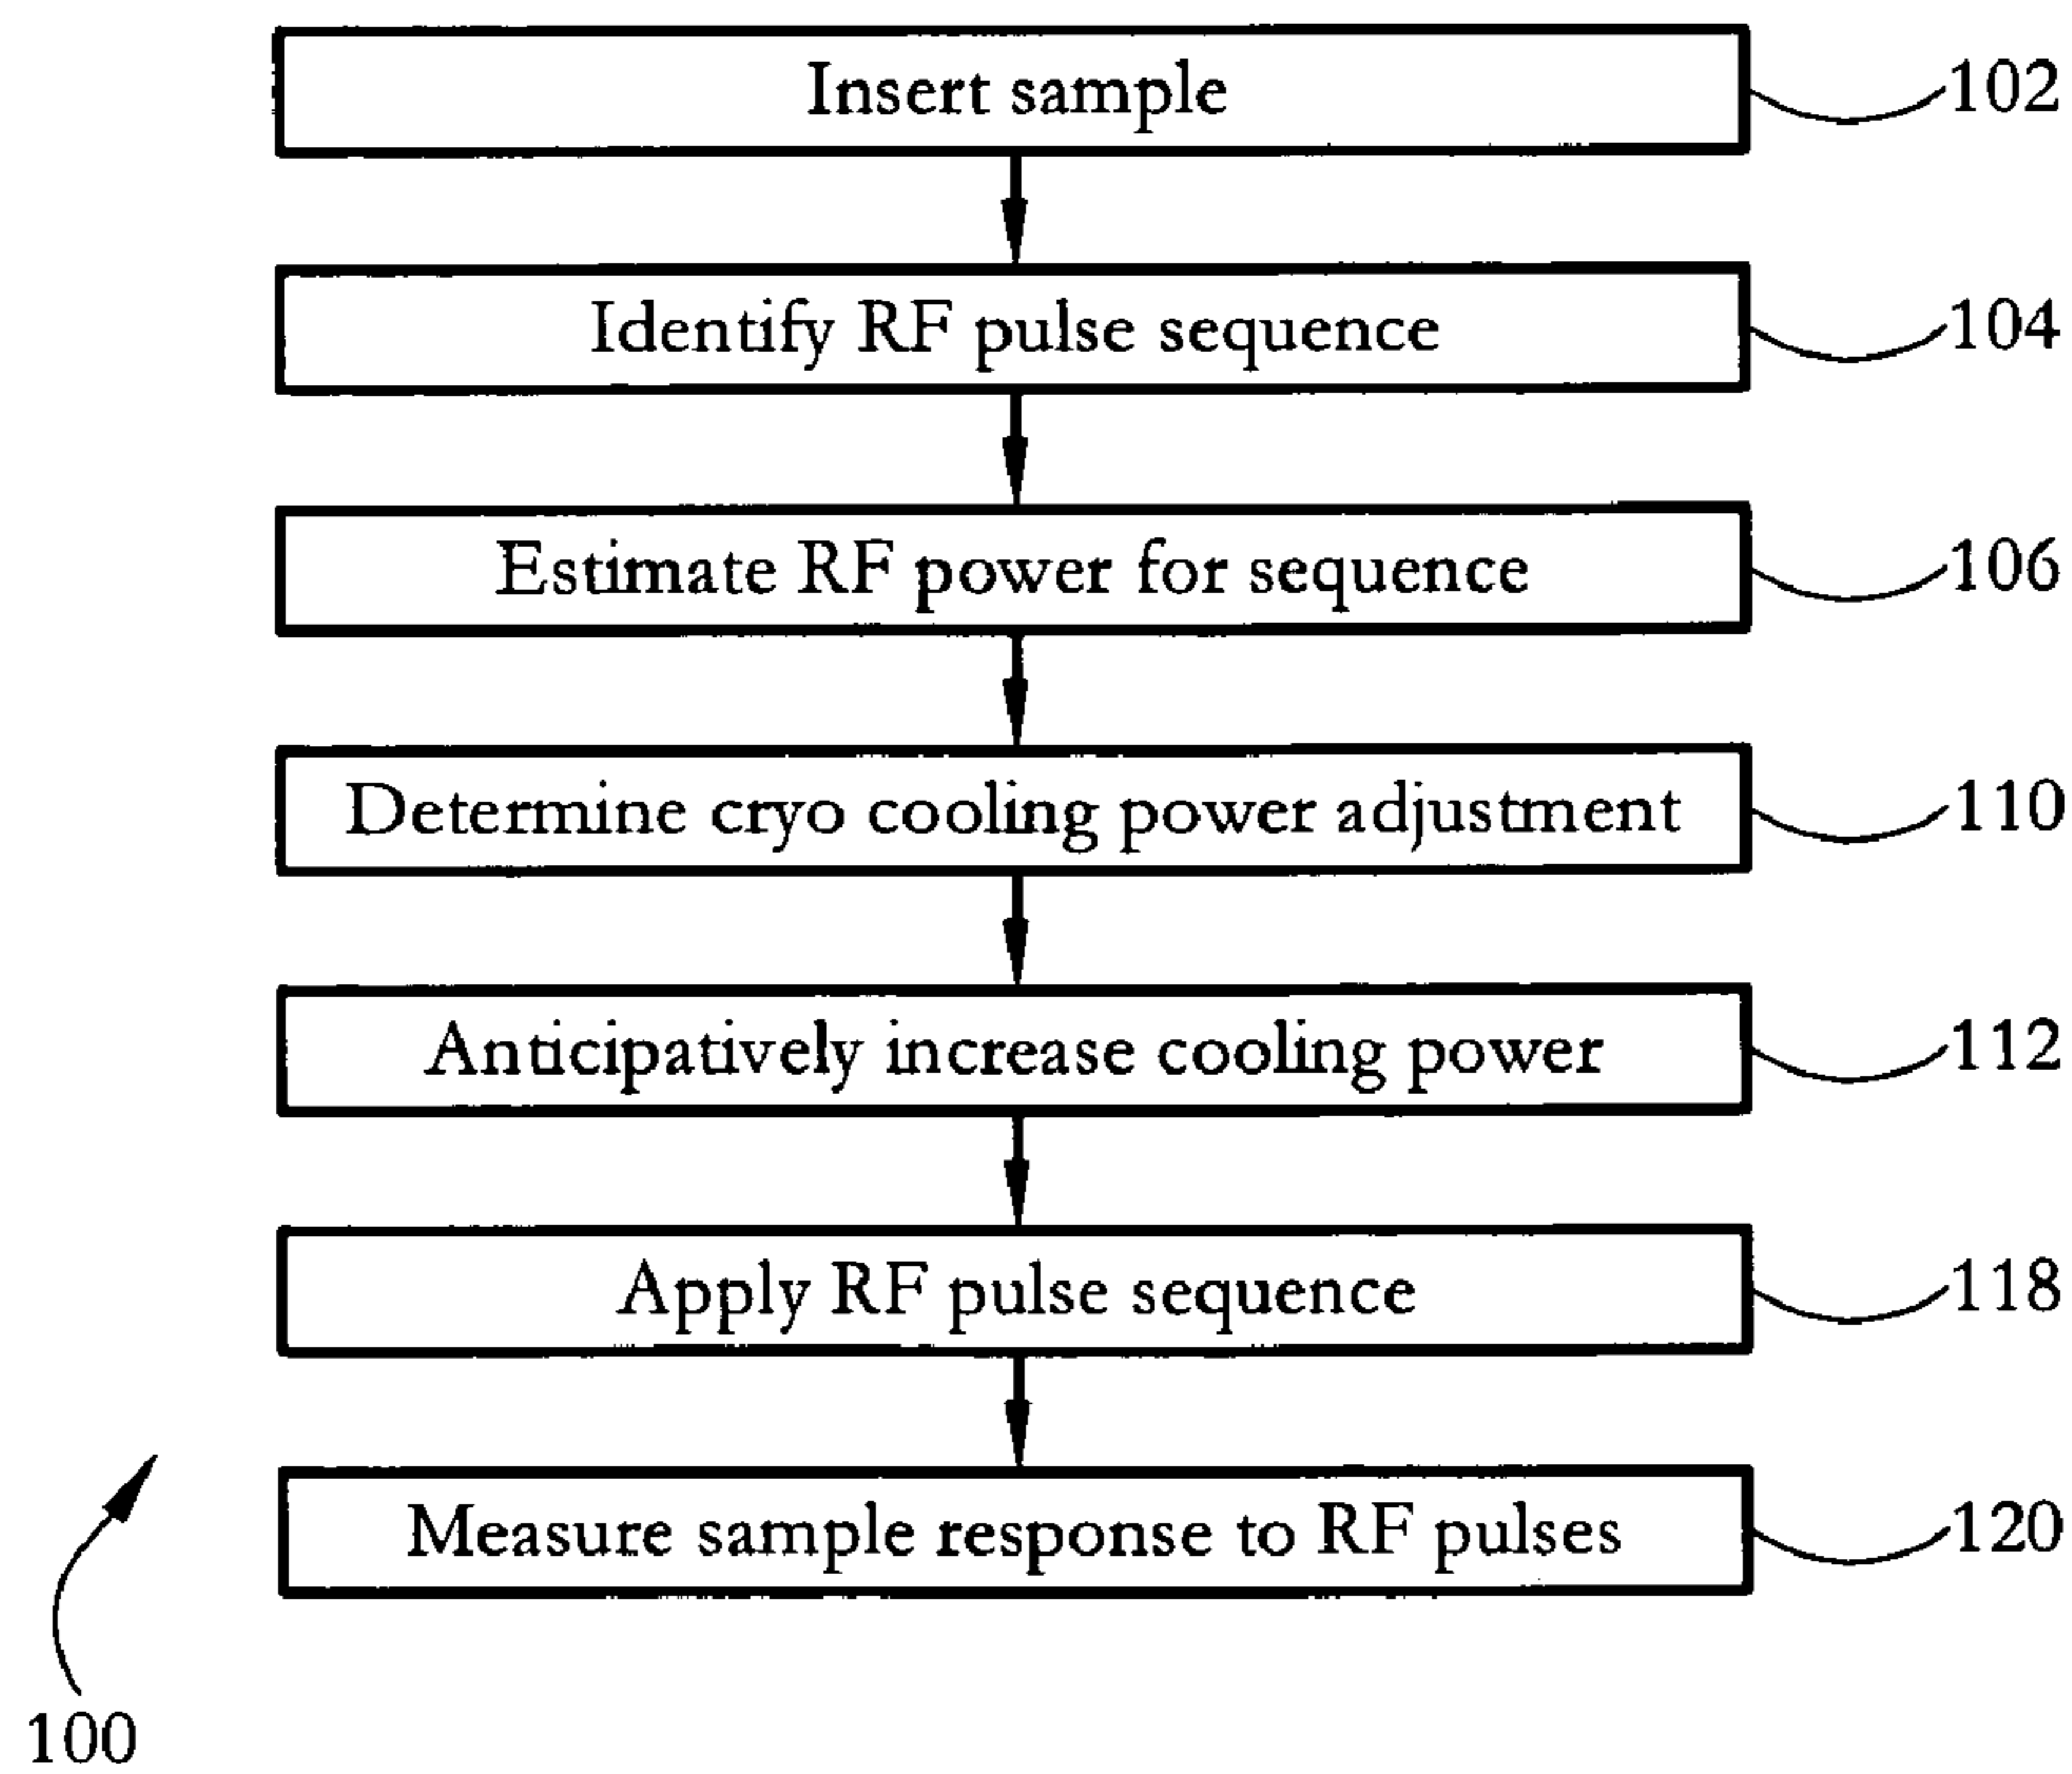 Insert sample
102
Identify RF pulse sequence
104
Estimate RF power for sequence
106
Determine cryo cooling power adjustment
110
Anticipatively increase cooling power
112
Apply RF pulse sequence
118
Measure sample response to RF pulses
120
100